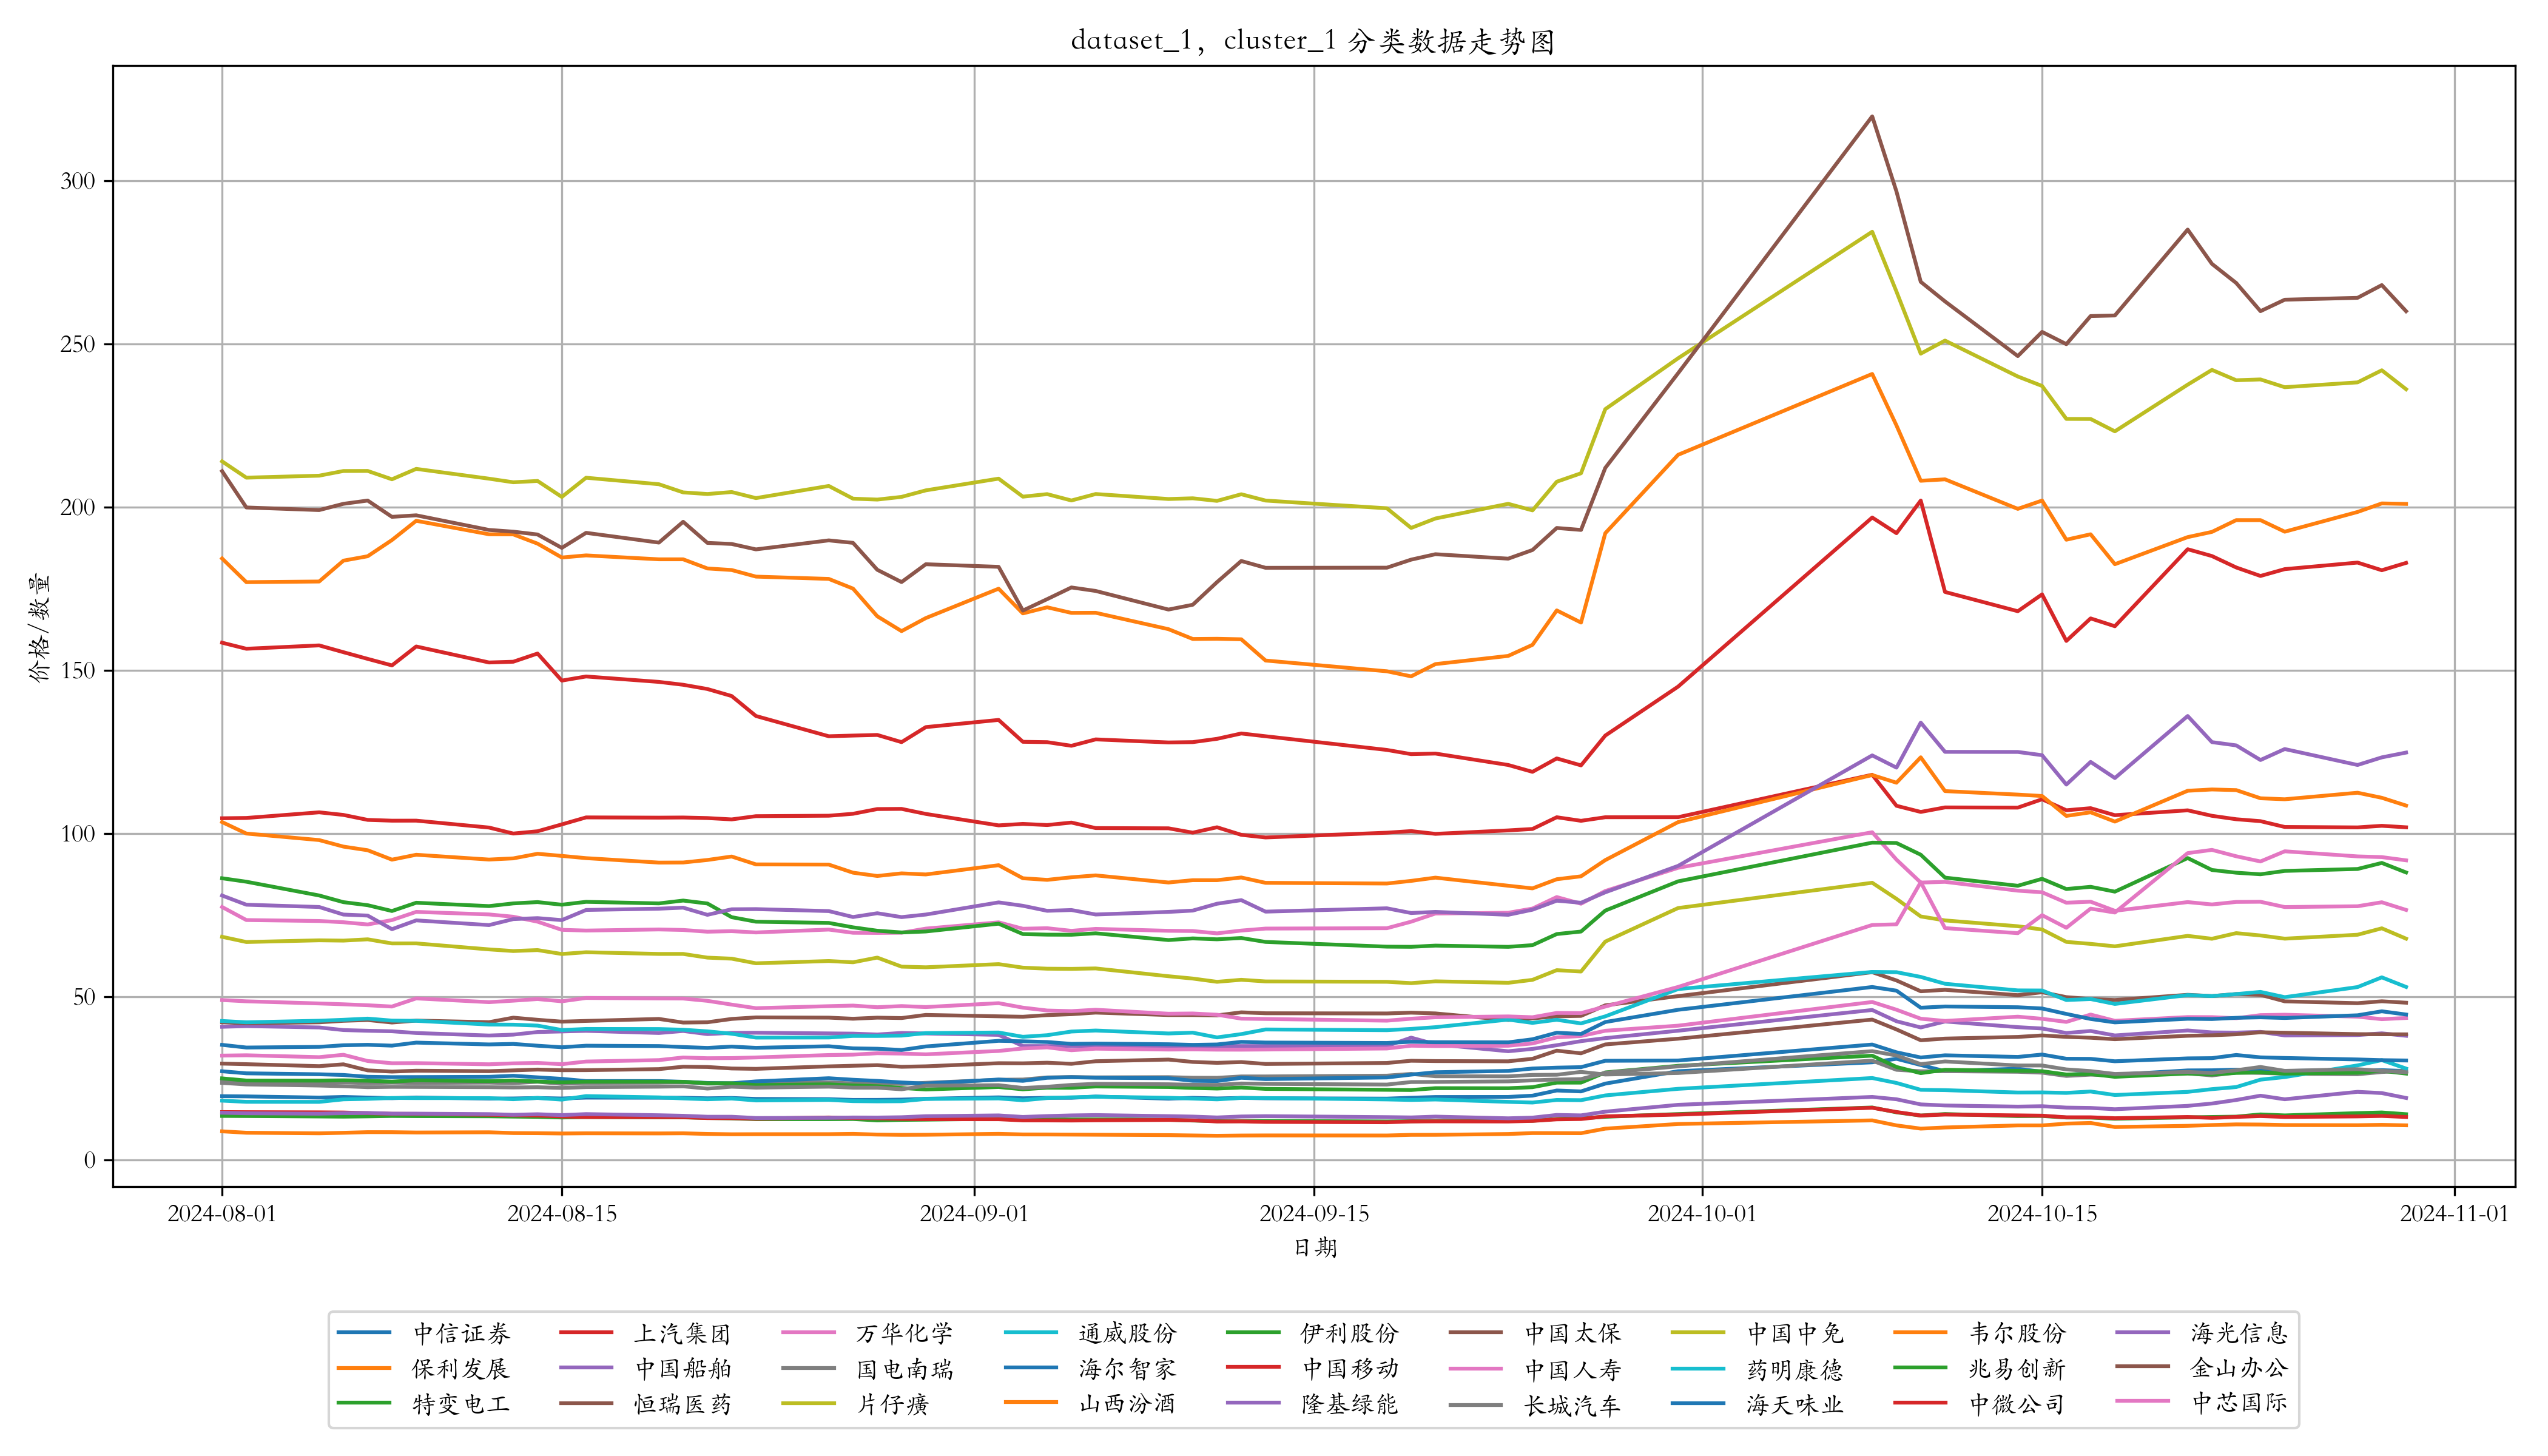 dataset_1，cluster_1 分类数据走势图
价格/数量
300
250
200
150
100
50
0
2024-08-01 2024-08-15 2024-09-01 2024-09-15 2024-10-01 2024-10-15 2024-11-01
日期
中信证券 上汽集团 万华化学 通威股份 伊利股份 中国太保 中国中免 韦尔股份 海光信息
保利发展 中国船舶 国电南瑞 海尔智家 中国移动 中国人寿 药明康德 兆易创新 金山办公
特变电工 恒瑞医药 片仔癀 山西汾酒 隆基绿能 长城汽车 海天味业 中微公司 中芯国际